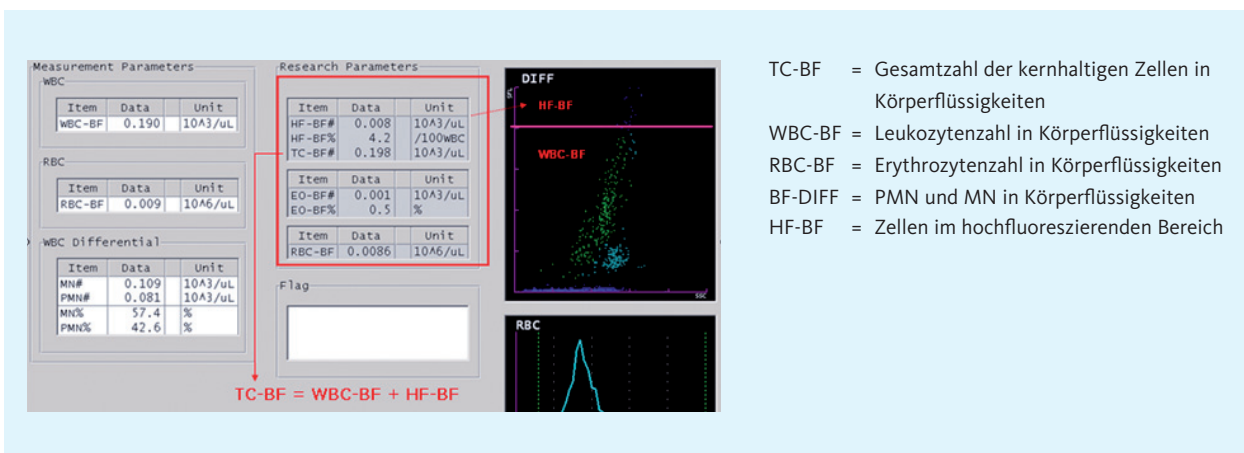 Measurement Parameters
WBC
Item Data Unit
WBC-BF 0.190 10^3/uL
RBC
Item Data Unit
RBC-BF 0.009 10^6/uL
WBC Differential
Item Data Unit
MN# 0.109 10^3/uL
PMN# 0.081 10^3/uL
MN% 57.4 %
PMN% 42.6 %
Research Parameters
Item Data Unit
HF-BF# 0.008 10^3/uL
HF-BF% 4.2 /100WBC
TC-BF# 0.198 10^3/uL
Item Data Unit
EO-BF# 0.001 10^3/uL
EO-BF% 0.5 %
Item Data Unit
RBC-BF 0.0086 10^6/uL
Flag
TC-BF = WBC-BF + HF-BF
DIFF
HF-BF
WBC-BF
SSC
RBC
TC-BF = Gesamtzahl der kernhaltigen Zellen in
Körperflüssigkeiten
WBC-BF = Leukozytenzahl in Körperflüssigkeiten
RBC-BF = Erythrozytenzahl in Körperflüssigkeiten
BF-DIFF = PMN und MN in Körperflüssigkeiten
HF-BF = Zellen im hochfluoreszierenden Bereich